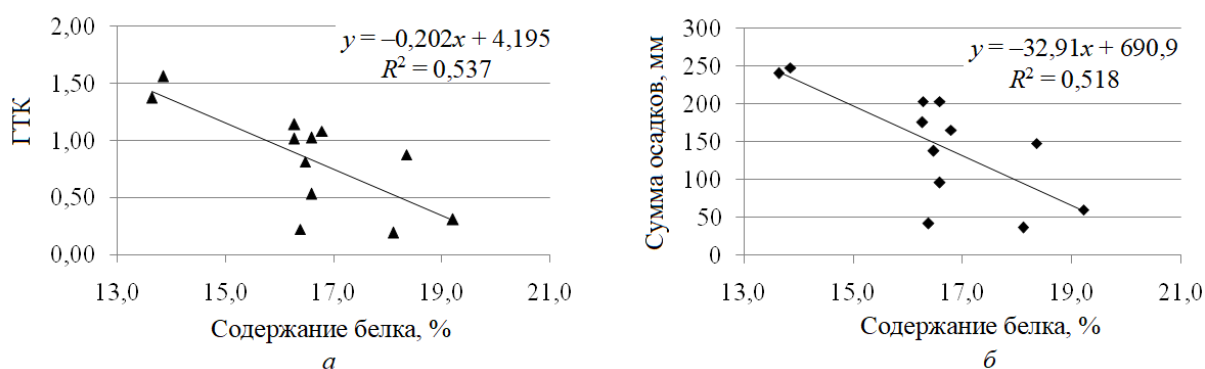 2,00
1,50
1,00
0,50
0,00
ГТК
y = –0,202x + 4,195
R² = 0,537
13,0 15,0 17,0 19,0 21,0
Содержание белка, %
а
300
250
200
150
100
50
0
Сумма осадков, мм
y = –32,91x + 690,9
R² = 0,518
13,0 15,0 17,0 19,0 21,0
Содержание белка, %
б